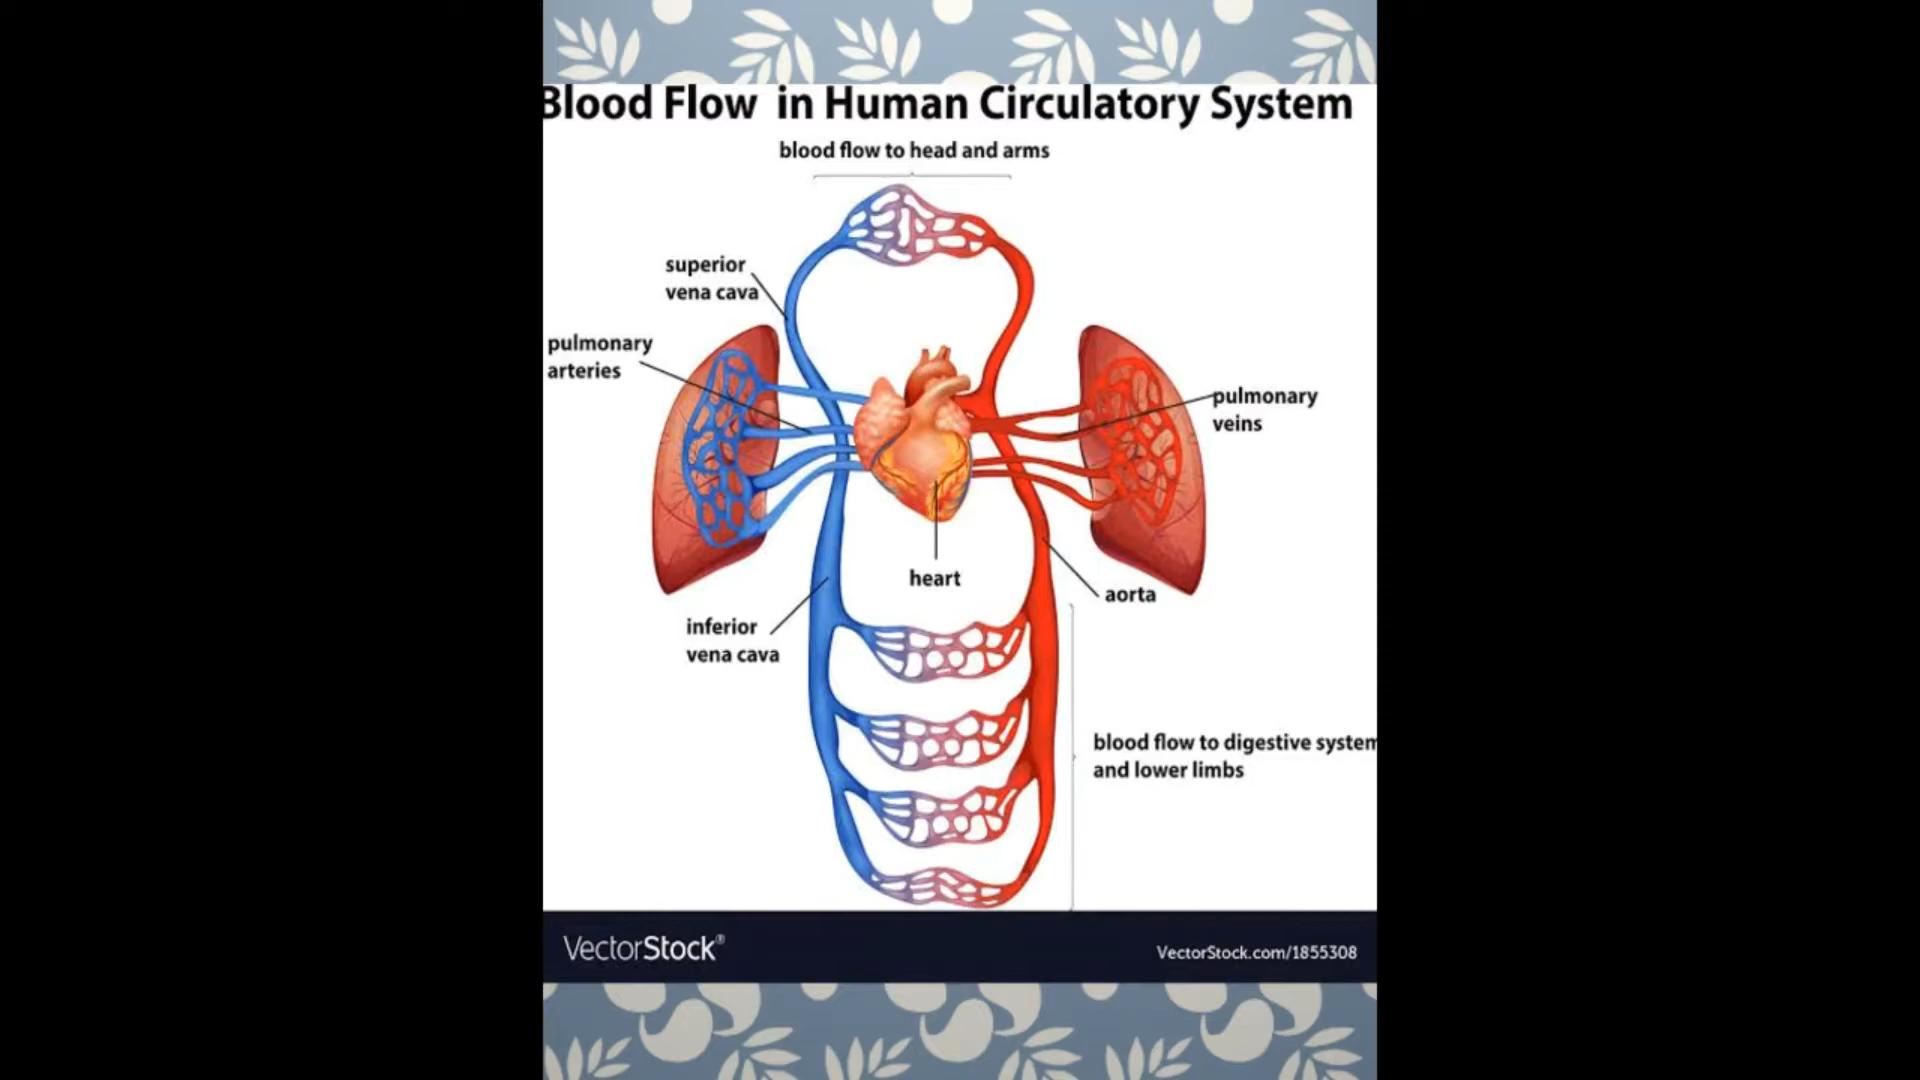 Blood Flow in Human Circulatory System
blood flow to head and arms
superior
vena cava
pulmonary
arteries
pulmonary
veins
heart
aorta
inferior
vena cava
blood flow to digestive system
and lower limbs
VectorStock®
VectorStock.com/1855308